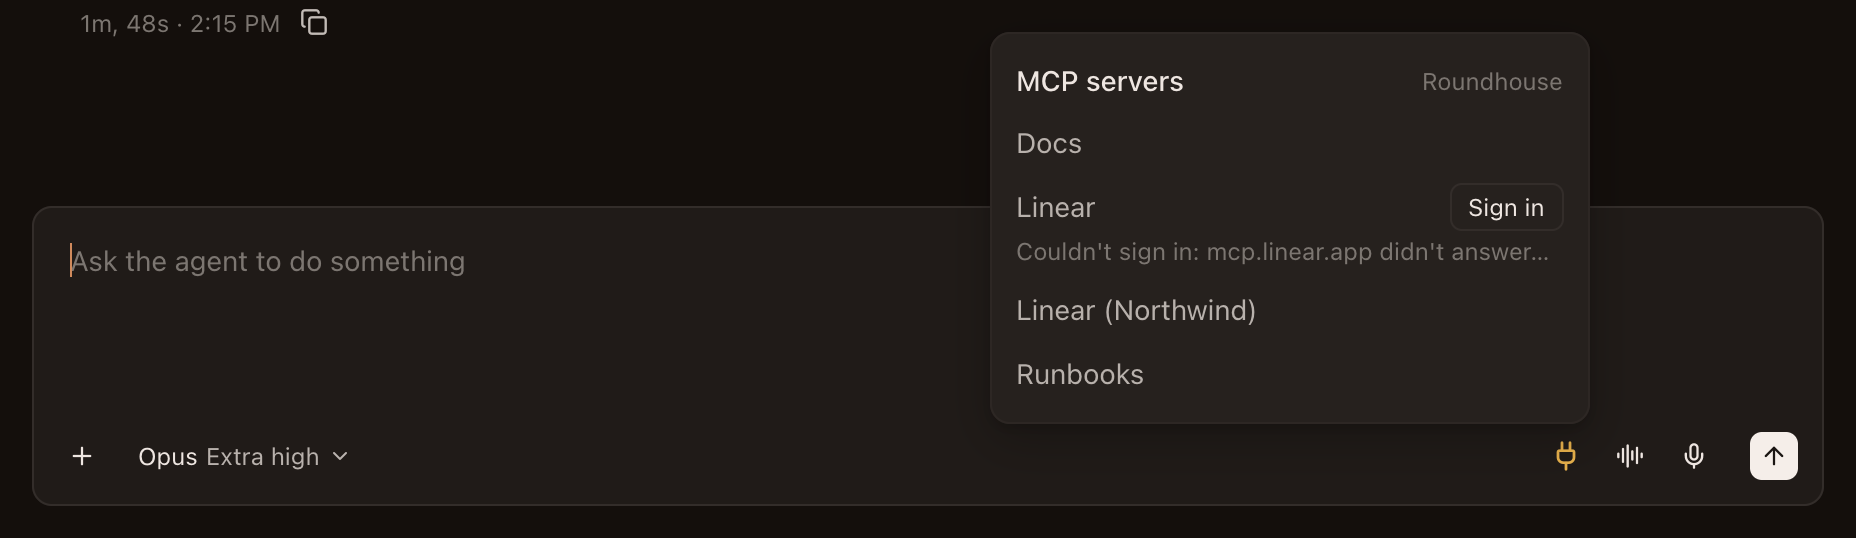 1m, 48s · 2:15 PM
MCP servers Roundhouse
Docs
Linear Sign in
Couldn't sign in: mcp.linear.app didn't answer...
Linear (Northwind)
Runbooks
Ask the agent to do something
Opus Extra high